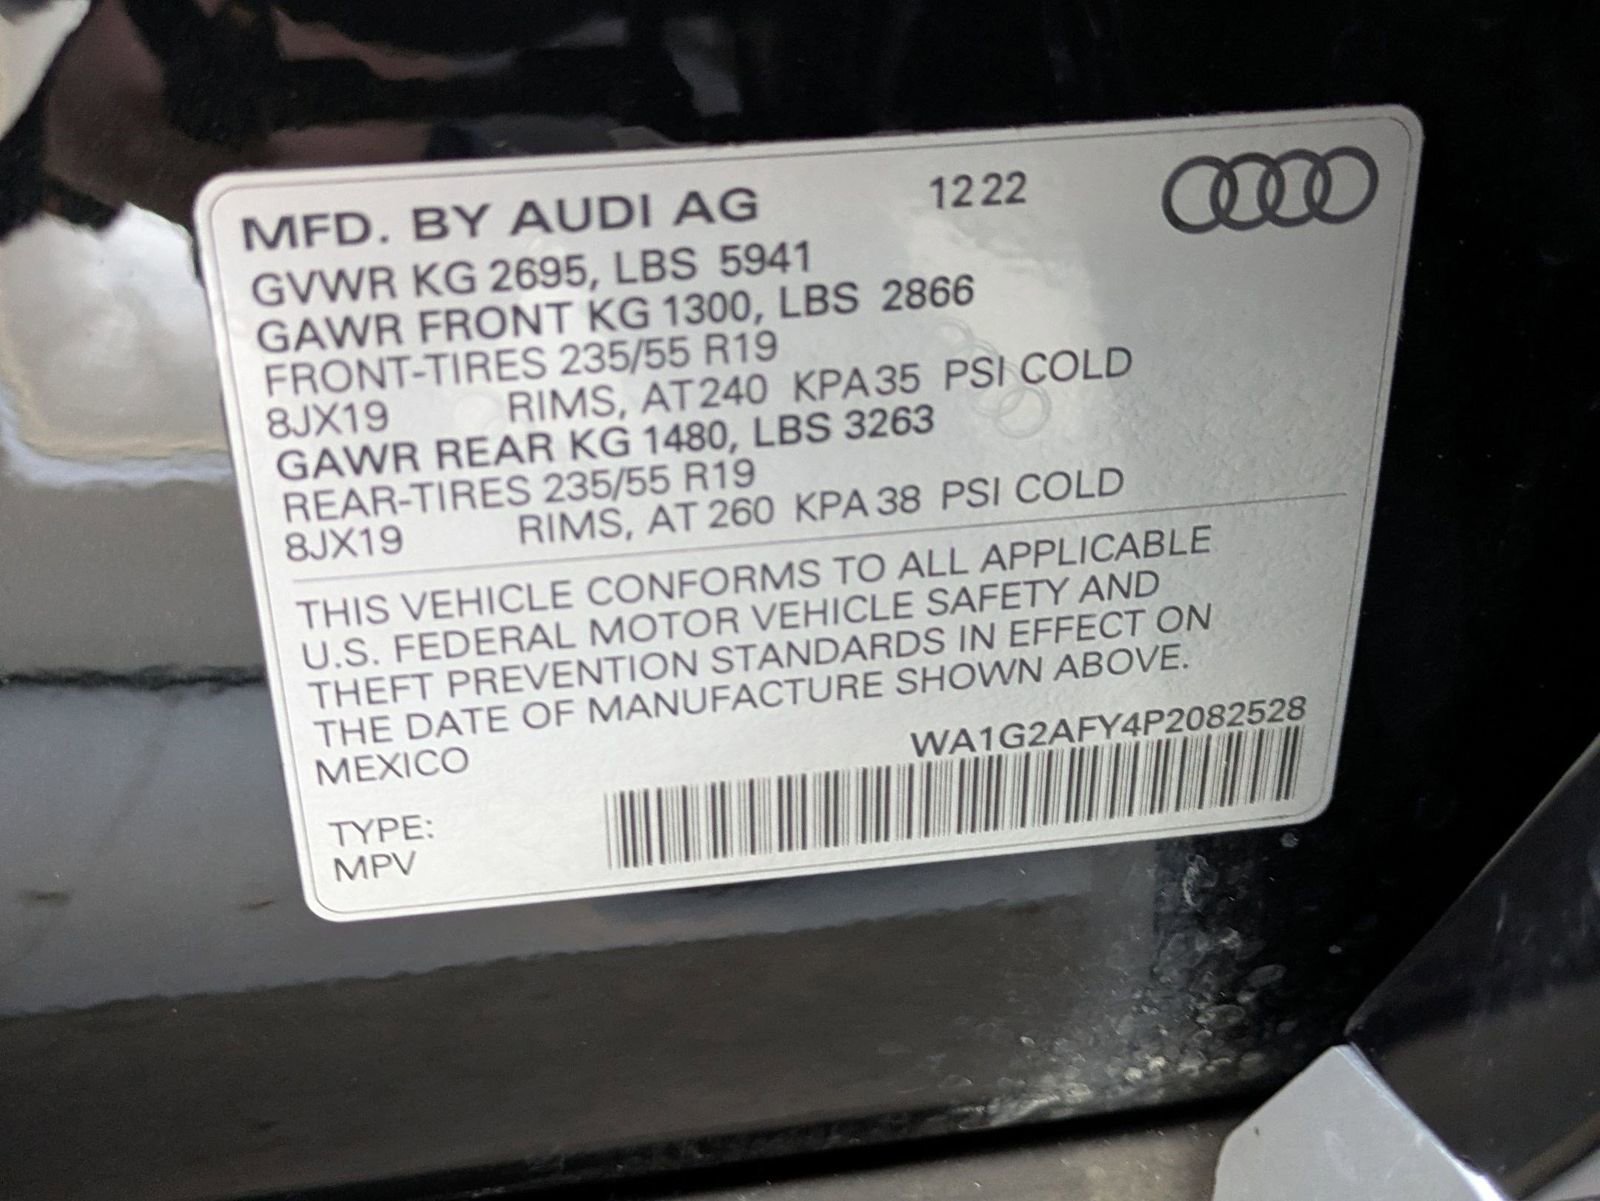 MFD. BY AUDI AG 12 22
GVWR KG 2695, LBS 5941
GAWR FRONT KG 1300, LBS 2866
FRONT-TIRES 235/55 R19
8JX19 RIMS, AT 240 KPA 35 PSI COLD
GAWR REAR KG 1480, LBS 3263
REAR-TIRES 235/55 R19
8JX19 RIMS, AT 260 KPA 38 PSI COLD
THIS VEHICLE CONFORMS TO ALL APPLICABLE
U.S. FEDERAL MOTOR VEHICLE SAFETY AND
THEFT PREVENTION STANDARDS IN EFFECT ON
THE DATE OF MANUFACTURE SHOWN ABOVE.
MEXICO WA1G2AFY4P2082528
TYPE:
MPV